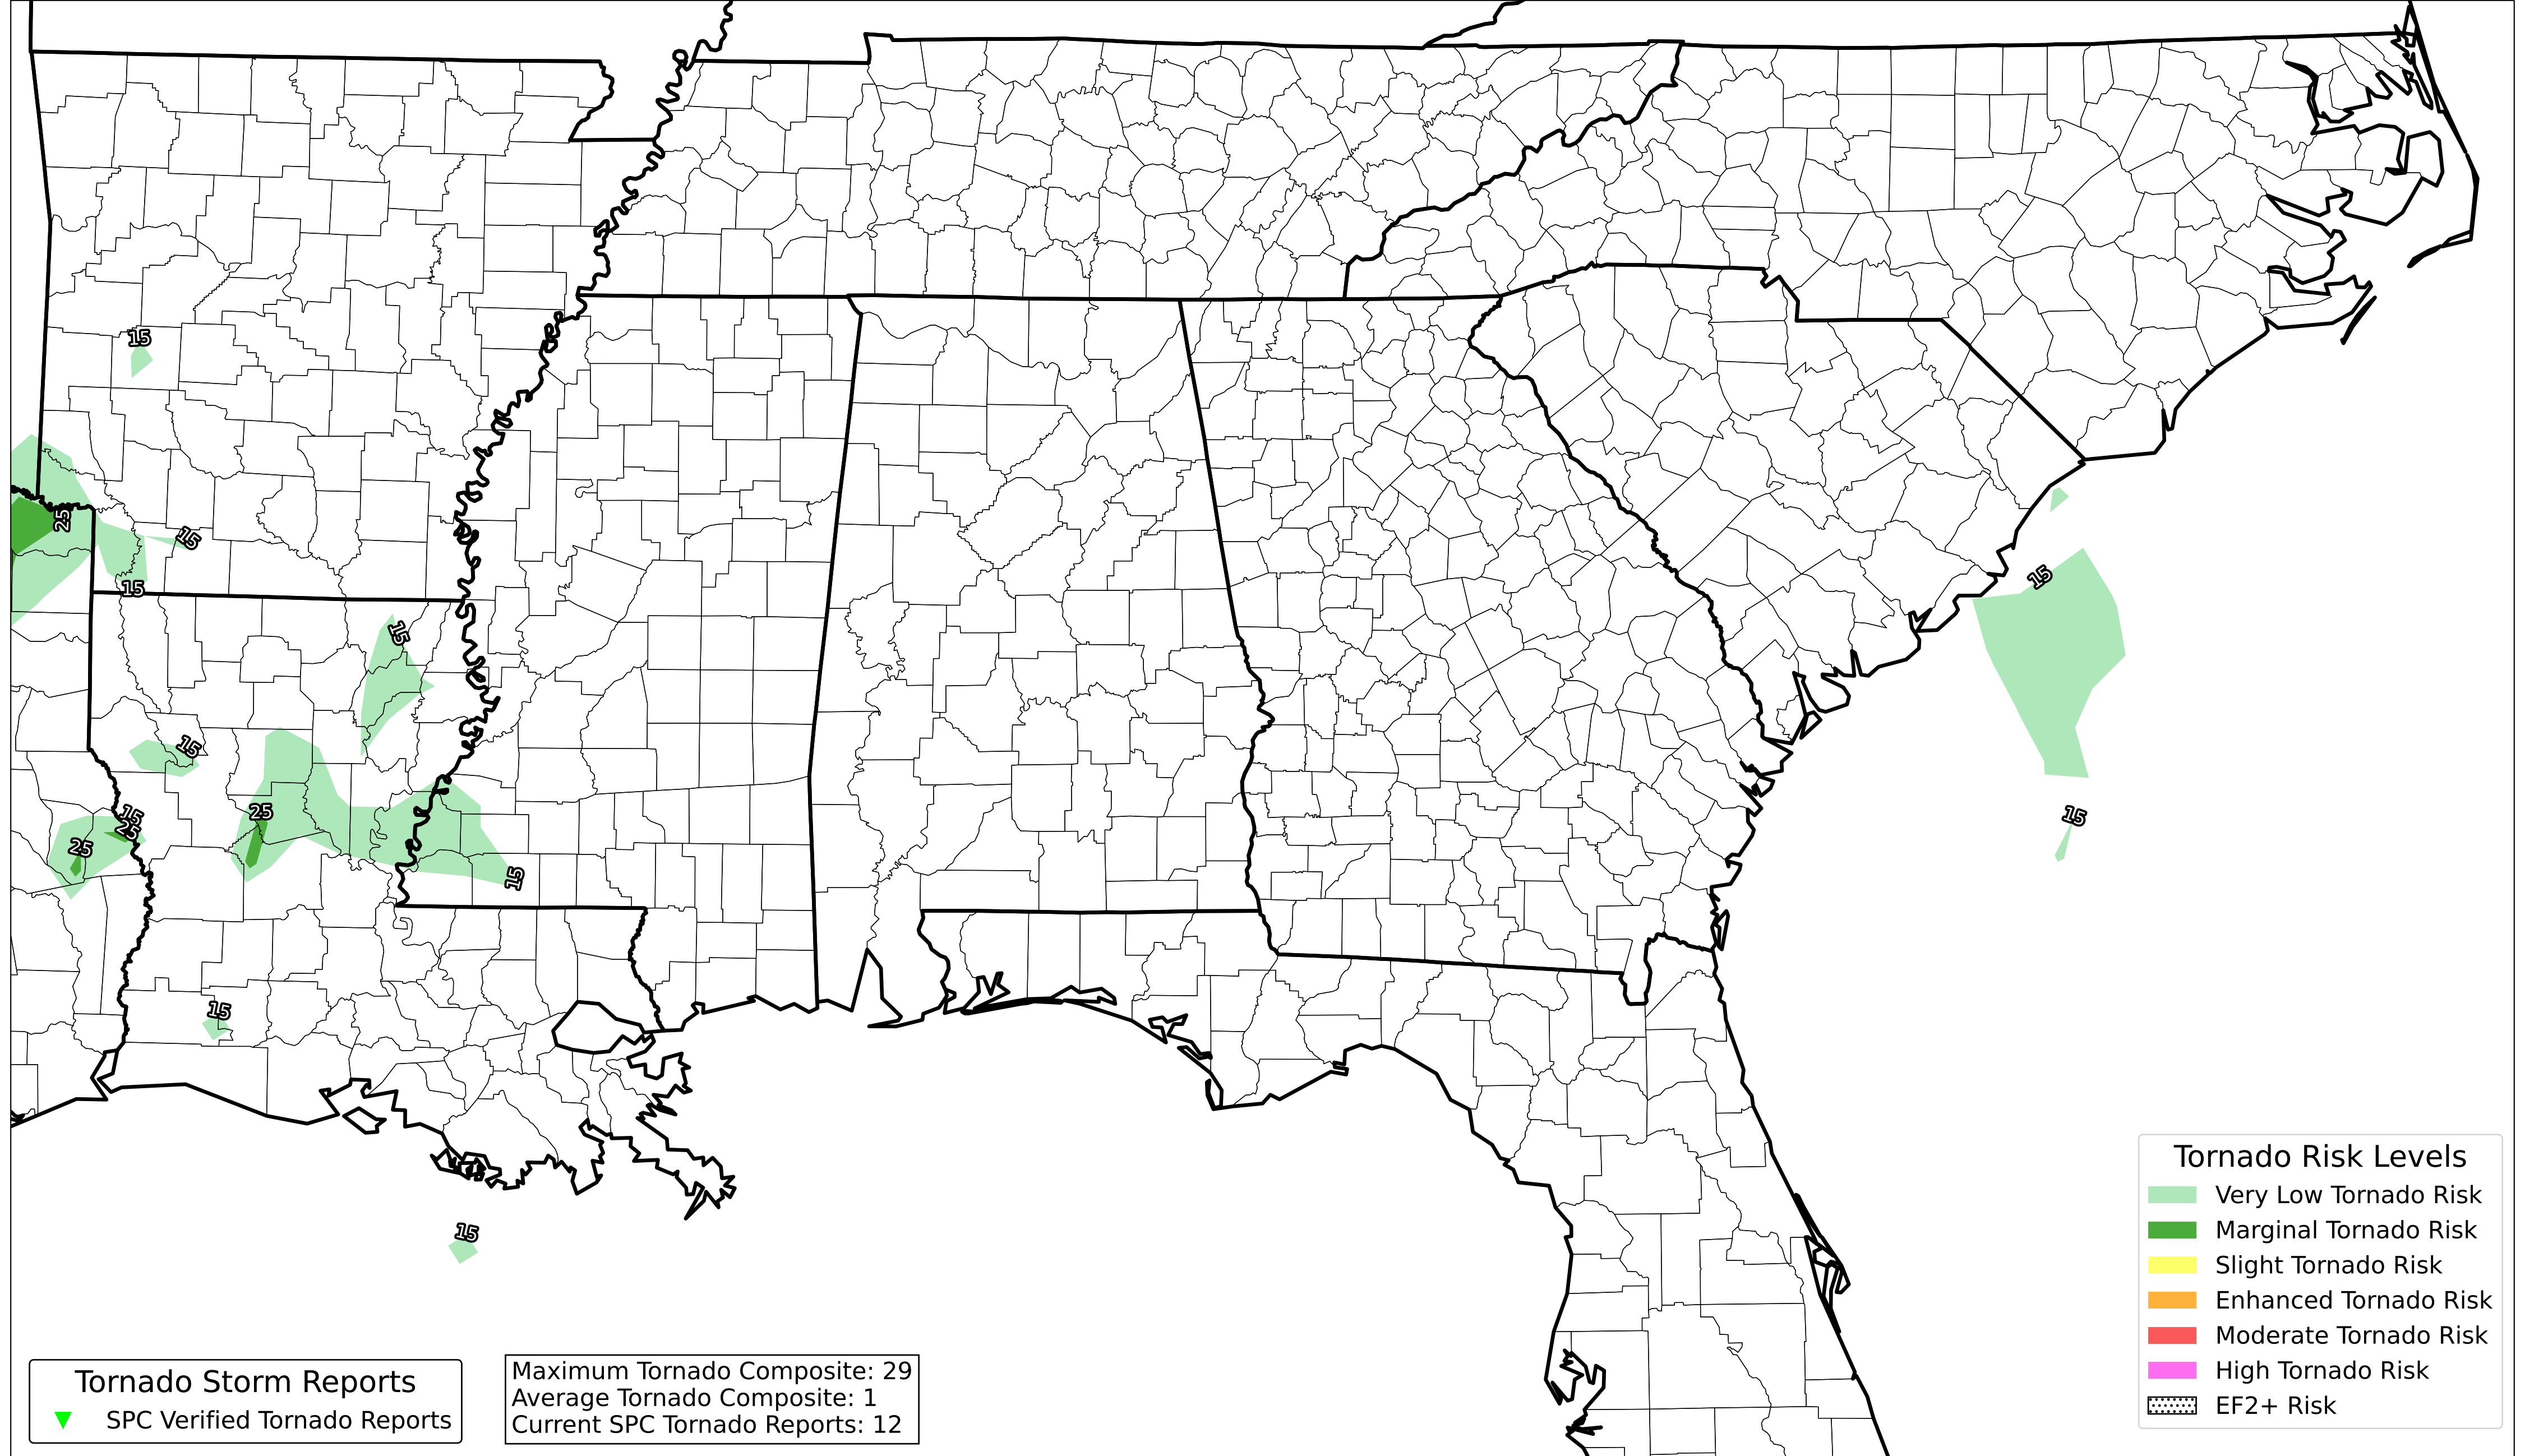 15
25
15
15
15
15
15
25
25
25
15
15
15
15
15
Tornado Risk Levels
Very Low Tornado Risk
Marginal Tornado Risk
Slight Tornado Risk
Enhanced Tornado Risk
Moderate Tornado Risk
High Tornado Risk
EF2+ Risk
Tornado Storm Reports
SPC Verified Tornado Reports
Maximum Tornado Composite: 29
Average Tornado Composite: 1
Current SPC Tornado Reports: 12